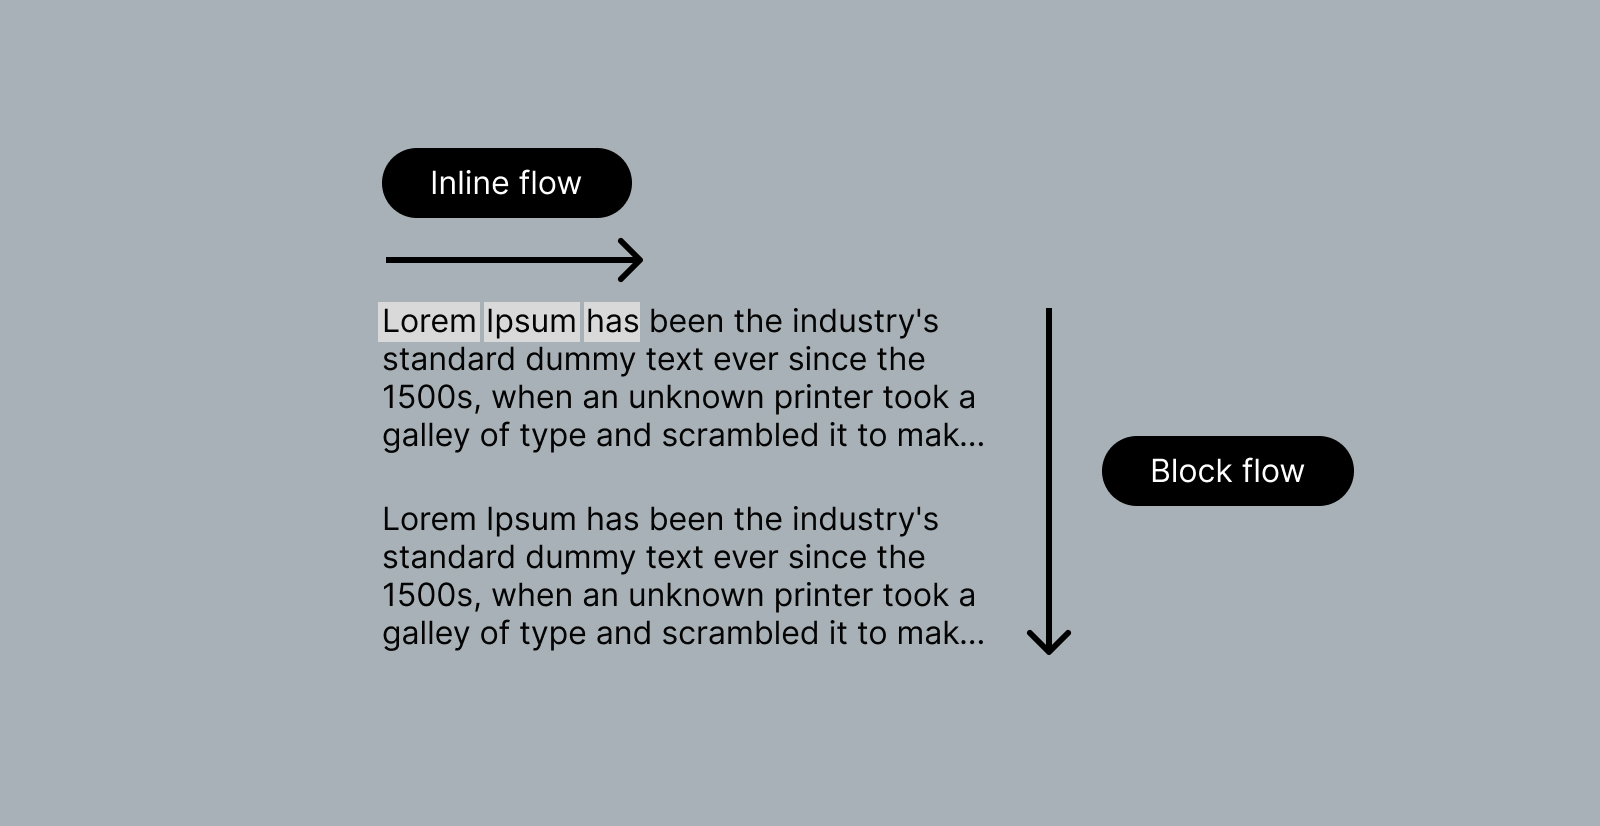 Inline flow
Lorem Ipsum has been the industry's
standard dummy text ever since the
1500s, when an unknown printer took a
galley of type and scrambled it to mak...
Block flow
Lorem Ipsum has been the industry's
standard dummy text ever since the
1500s, when an unknown printer took a
galley of type and scrambled it to mak...